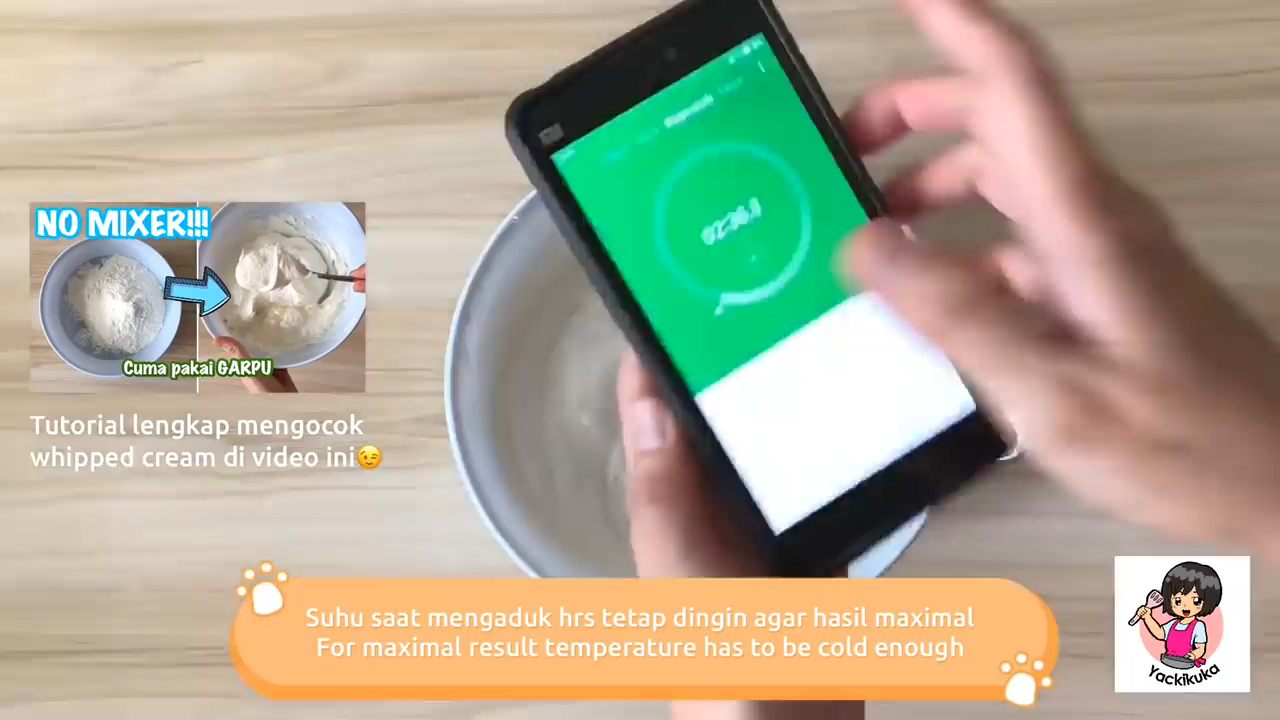 NO MIXER!!!
Cuma pakai GARPU
Tutorial lengkap mengocok
whipped cream di video ini😉
Suhu saat mengaduk hrs tetap dingin agar hasil maximal
For maximal result temperature has to be cold enough
Yackikuka